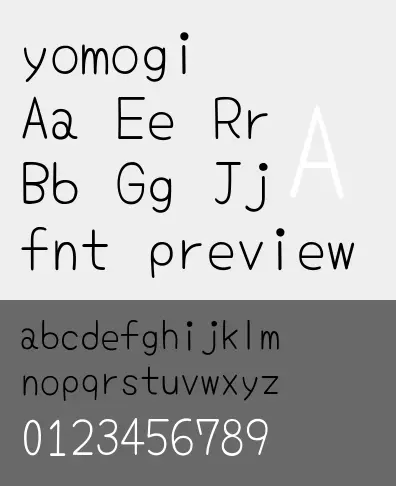 yomogi
Aa Ee Rr
A
Bb Gg Jj
fnt preview
abcdefghijklm
nopqrstuvwxyz
0123456789